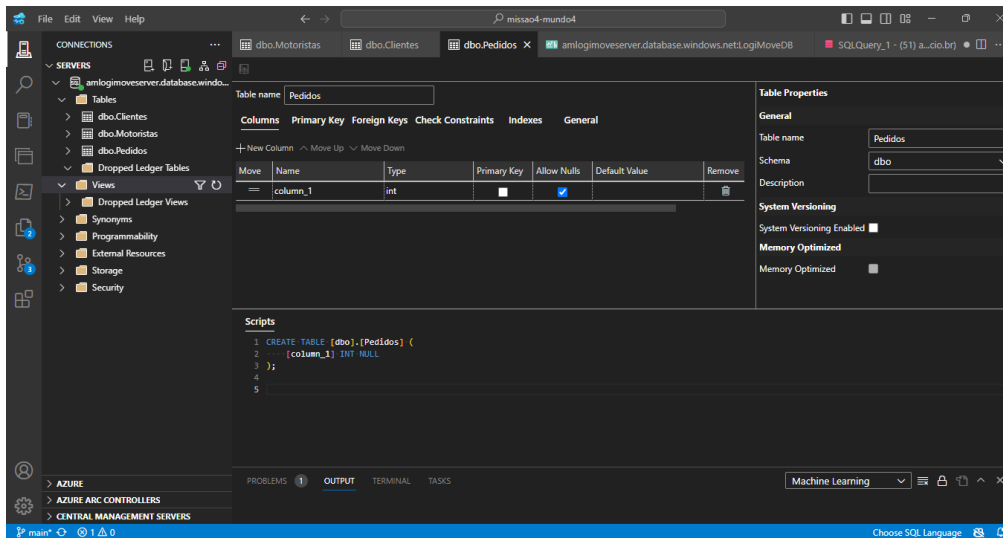 File Edit View Help
missao4-mundo4
CONNECTIONS
SERVERS
amlogimoveserver.database.windo...
Tables
dbo.Clientes
dbo.Motoristas
dbo.Pedidos
Dropped Ledger Tables
Views
Dropped Ledger Views
Synonyms
Programmability
External Resources
Storage
Security
AZURE
AZURE ARC CONTROLLERS
CENTRAL MANAGEMENT SERVERS
2
3
dbo.Motoristas dbo.Clientes dbo.Pedidos amlogimoveserver.database.windows.net:LogiMoveDB SQLQuery_1 - (51) a...cio.br)
Table name Pedidos
Columns Primary Key Foreign Keys Check Constraints Indexes General
New Column Move Up Move Down
Move Name Type Primary Key Allow Nulls Default Value Remove
column_1 int
Table Properties
General
Table name Pedidos
Schema dbo
Description
System Versioning
System Versioning Enabled
Memory Optimized
Memory Optimized
Scripts
1 CREATE TABLE [dbo].[Pedidos] (
2 ····[column_1] INT NULL
3 );
4
5
PROBLEMS 1 OUTPUT TERMINAL TASKS
Machine Learning
main* 1 0
Choose SQL Language